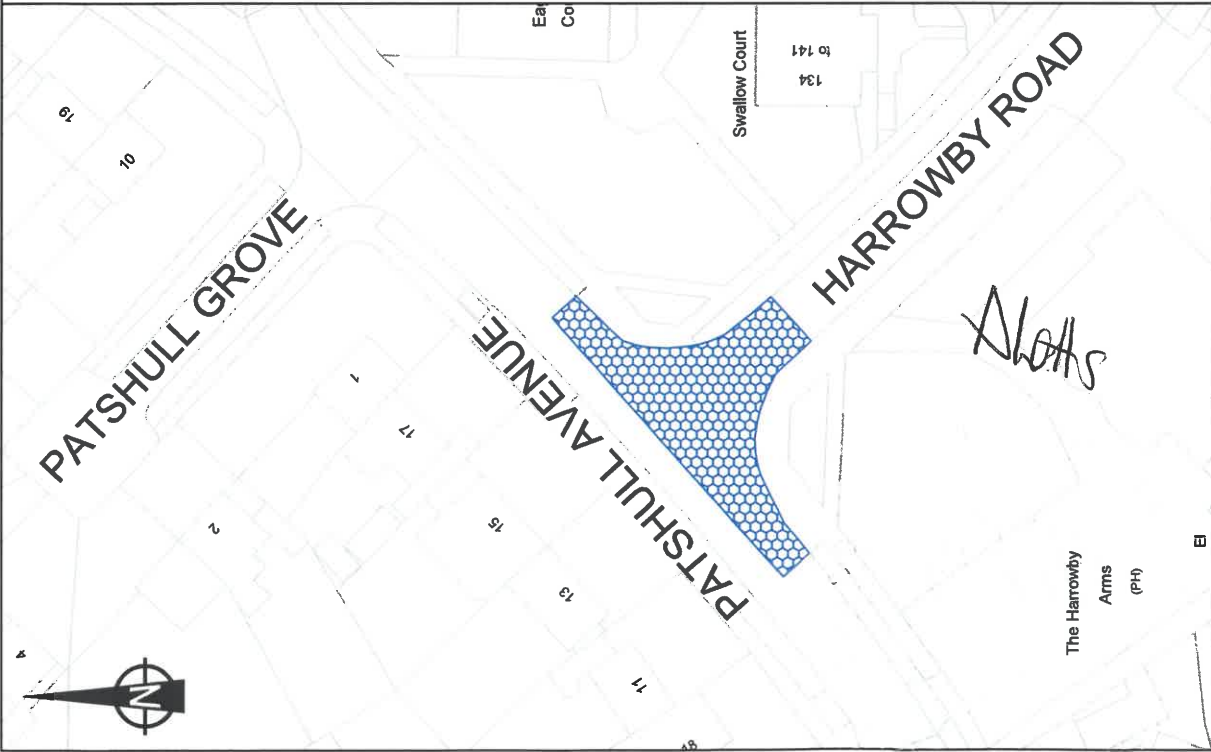 Swallow Court
134
to 141
19
10
PATSHULL GROVE
HARROWBY ROAD
PATSHULL AVENUE
1
17
2
15
13
11
4
N
The Harrowby
Arms
(PH)
El